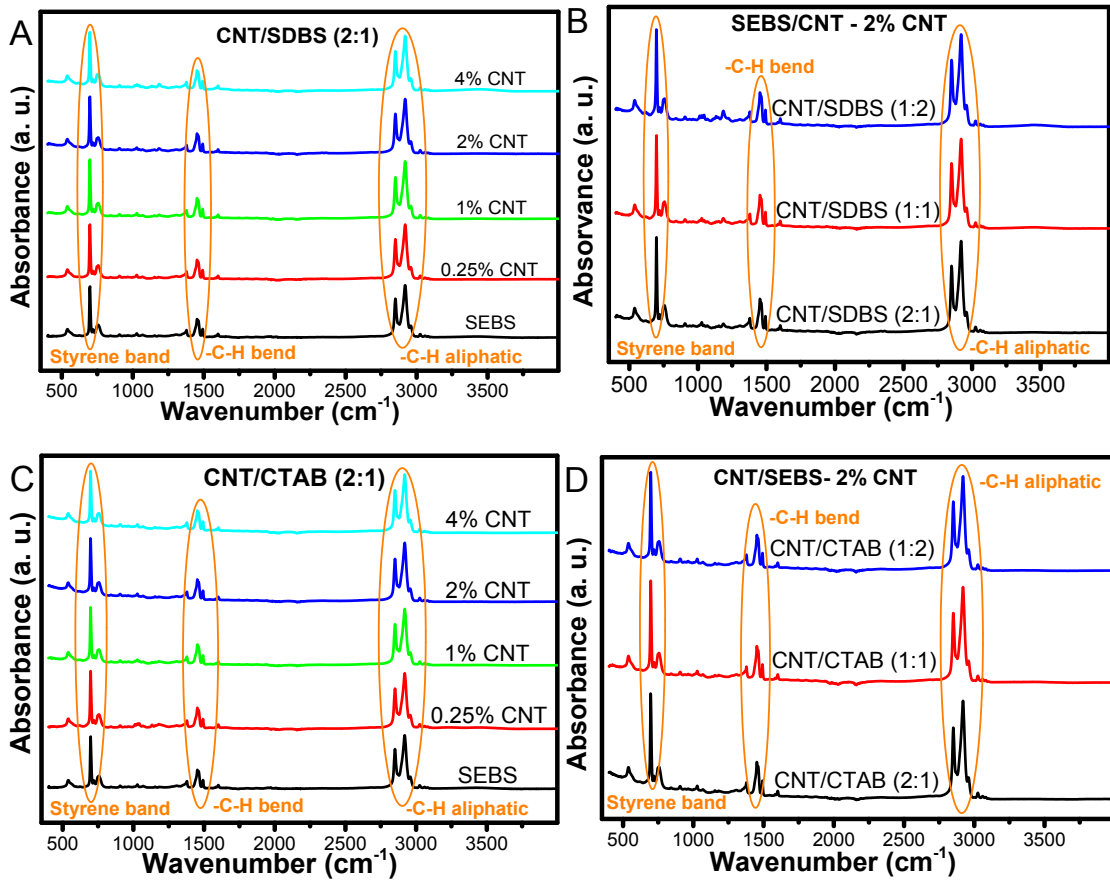 A
CNT/SDBS (2:1)
4% CNT
2% CNT
1% CNT
0.25% CNT
SEBS
Styrene band
-C-H bend
-C-H aliphatic
Absorbance (a. u.)
500 1000 1500 2000 2500 3000 3500
Wavenumber (cm-1)
B
SEBS/CNT - 2% CNT
-C-H bend
CNT/SDBS (1:2)
CNT/SDBS (1:1)
CNT/SDBS (2:1)
Styrene band
-C-H aliphatic
Absorvance (a. u.)
500 1000 1500 2000 2500 3000 3500
Wavenumber (cm-1)
C
CNT/CTAB (2:1)
4% CNT
2% CNT
1% CNT
0.25% CNT
SEBS
Styrene band
-C-H bend
-C-H aliphatic
Absorbance (a. u.)
500 1000 1500 2000 2500 3000 3500
Wavenumber (cm-1)
D
CNT/SEBS- 2% CNT
-C-H aliphatic
-C-H bend
CNT/CTAB (1:2)
CNT/CTAB (1:1)
CNT/CTAB (2:1)
Styrene band
Absorbance (a. u.)
500 1000 1500 2000 2500 3000 3500
Wavenumber (cm-1)